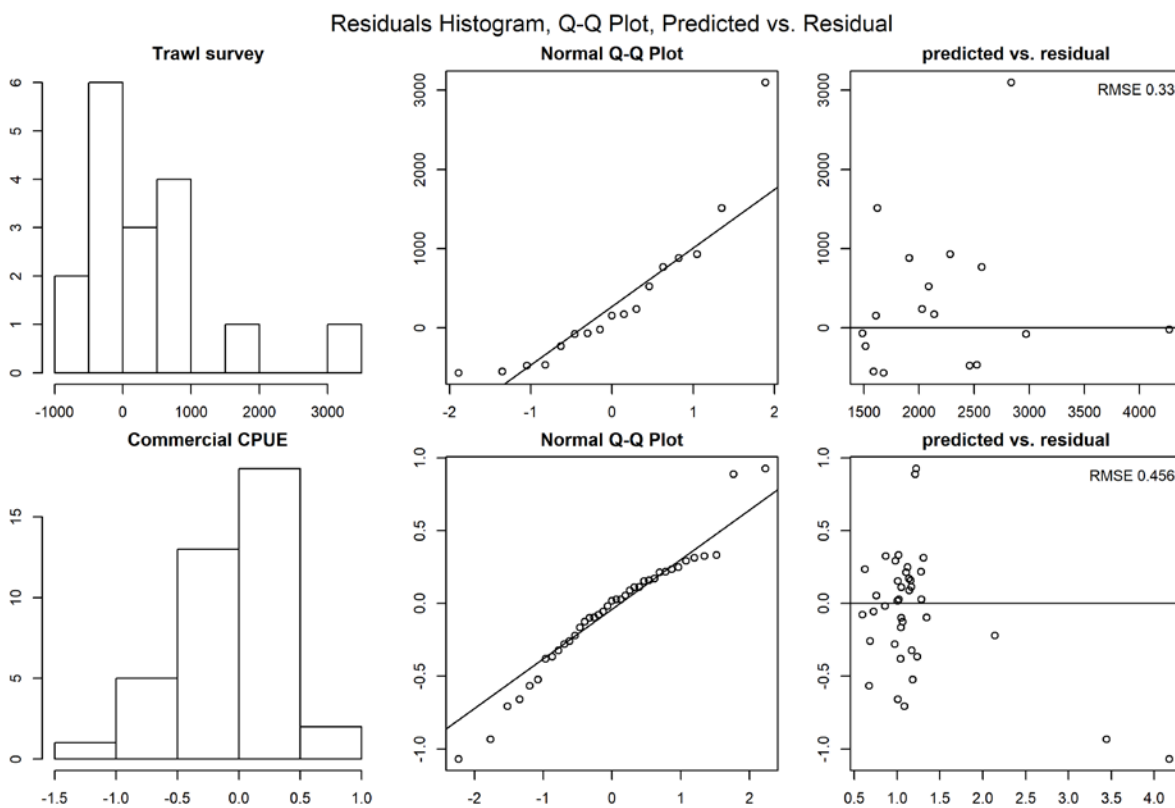 Residuals Histogram, Q-Q Plot, Predicted vs. Residual
Trawl survey
Normal Q-Q Plot
predicted vs. residual
0 1 2 3 4 5 6
-1000 0 1000 2000 3000
0 1000 2000 3000
-2 -1 0 1 2
0 1000 2000 3000
RMSE 0.33
1500 2000 2500 3000 3500 4000
Commercial CPUE
Normal Q-Q Plot
predicted vs. residual
0 5 10 15
-1.5 -1.0 -0.5 0.0 0.5 1.0
-1.0 -0.5 0.0 0.5 1.0
-2 -1 0 1 2
-1.0 -0.5 0.0 0.5 1.0
RMSE 0.456
0.5 1.0 1.5 2.0 2.5 3.0 3.5 4.0